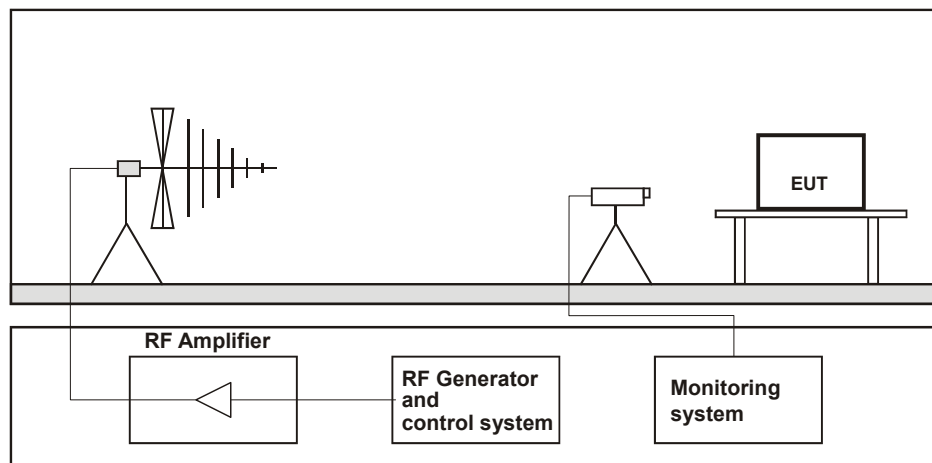 EUT
RF Amplifier
RF Generator
and
control system
Monitoring
system